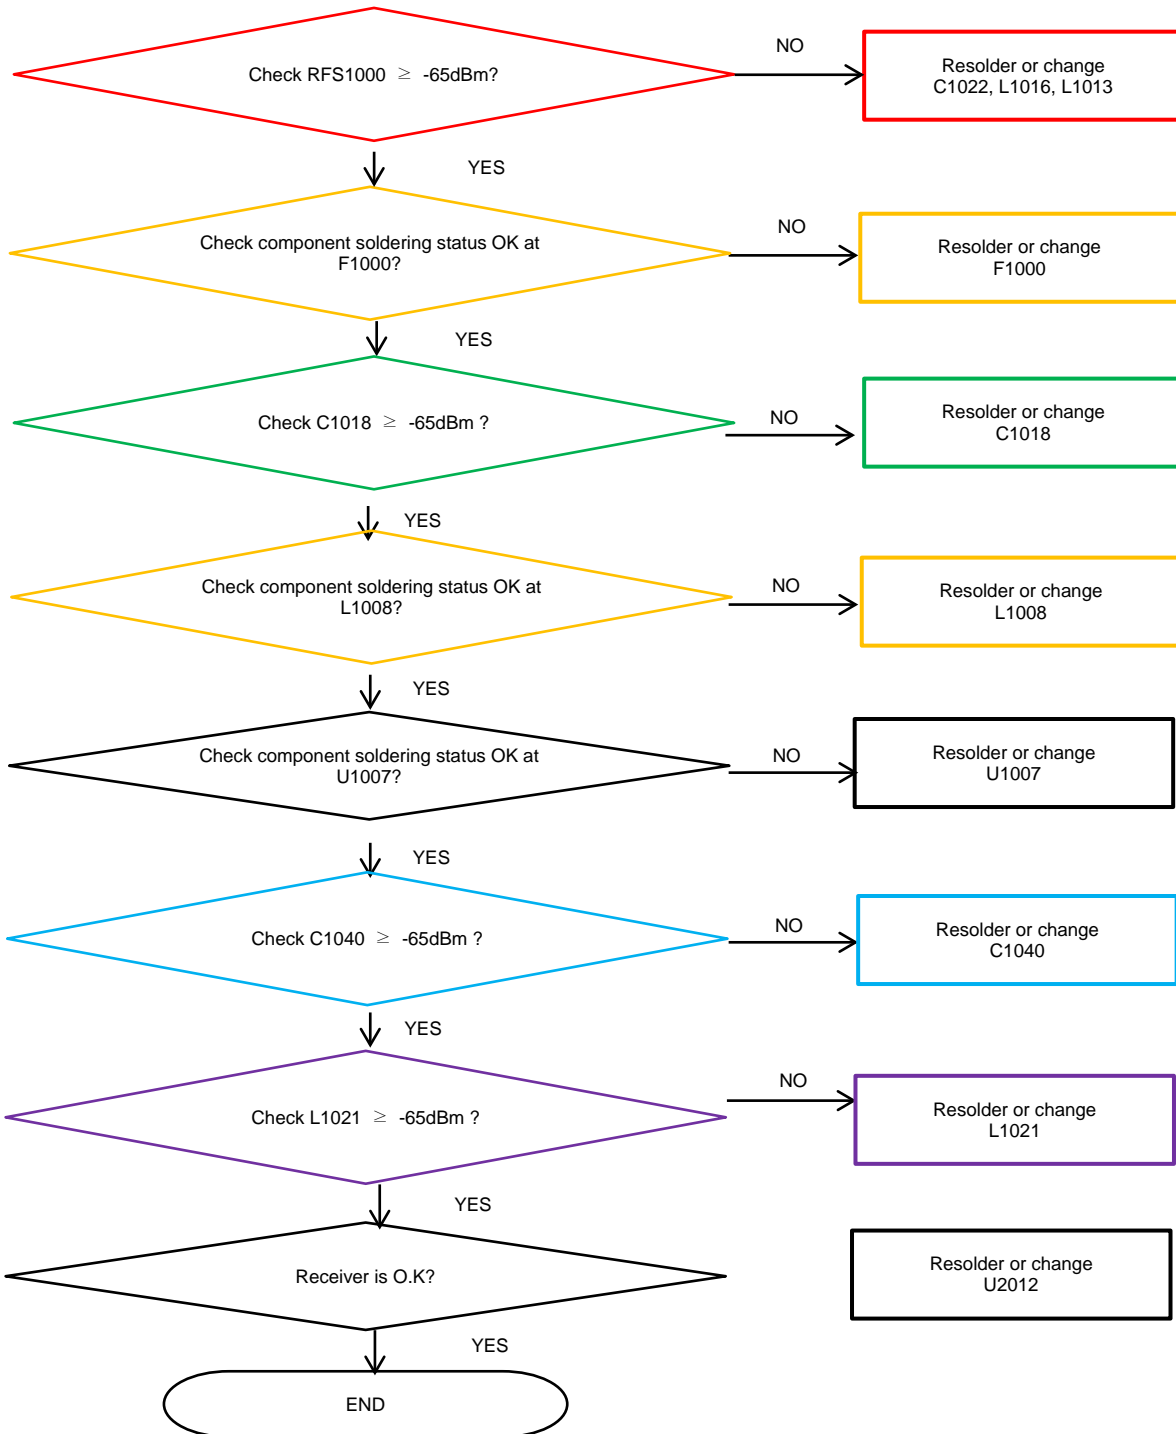 Check RFS1000 ≥ -65dBm?
NO
Resolder or change
C1022, L1016, L1013
YES
Check component soldering status OK at
F1000?
NO
Resolder or change
F1000
YES
Check C1018 ≥ -65dBm ?
NO
Resolder or change
C1018
YES
Check component soldering status OK at
L1008?
NO
Resolder or change
L1008
YES
Check component soldering status OK at
U1007?
NO
Resolder or change
U1007
YES
Check C1040 ≥ -65dBm ?
NO
Resolder or change
C1040
YES
Check L1021 ≥ -65dBm ?
NO
Resolder or change
L1021
YES
Receiver is O.K?
Resolder or change
U2012
YES
END